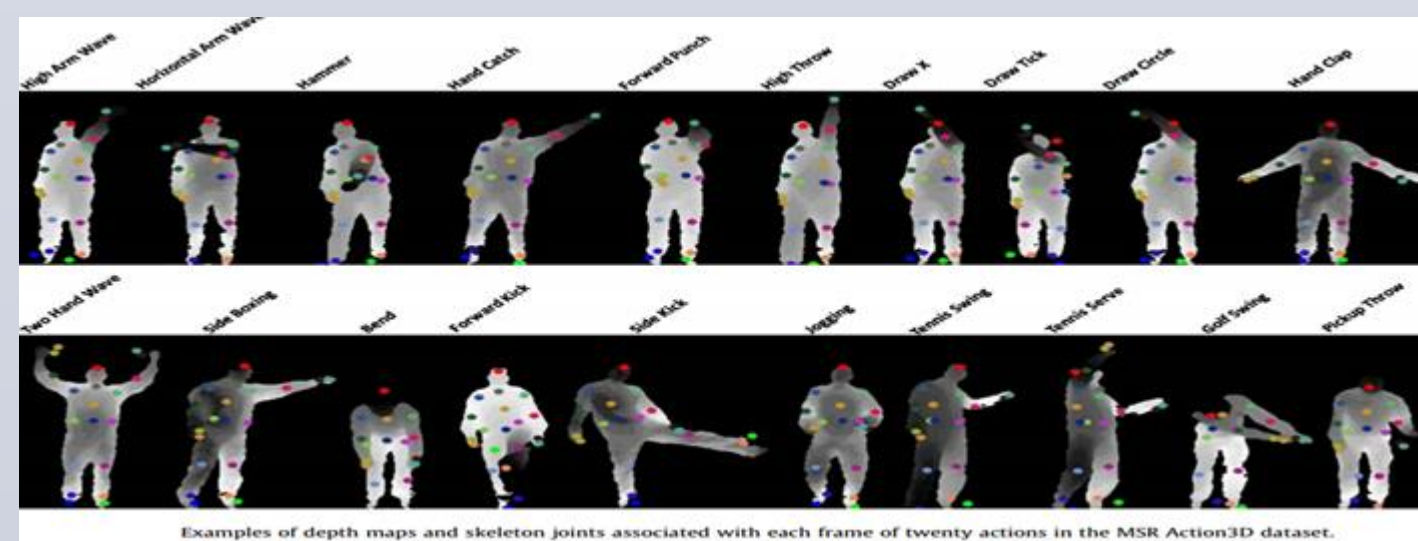 High Arm Wave
Horizontal Arm Wave
Hammer
Hand Catch
Forward Punch
High Throw
Draw X
Draw Tick
Draw Circle
Hand Clap
Two Hand Wave
Side Boxing
Bend
Forward Kick
Side Kick
Jogging
Tennis Swing
Tennis Serve
Golf Swing
Pickup Throw
Examples of depth maps and skeleton joints associated with each frame of twenty actions in the MSR Action3D dataset.